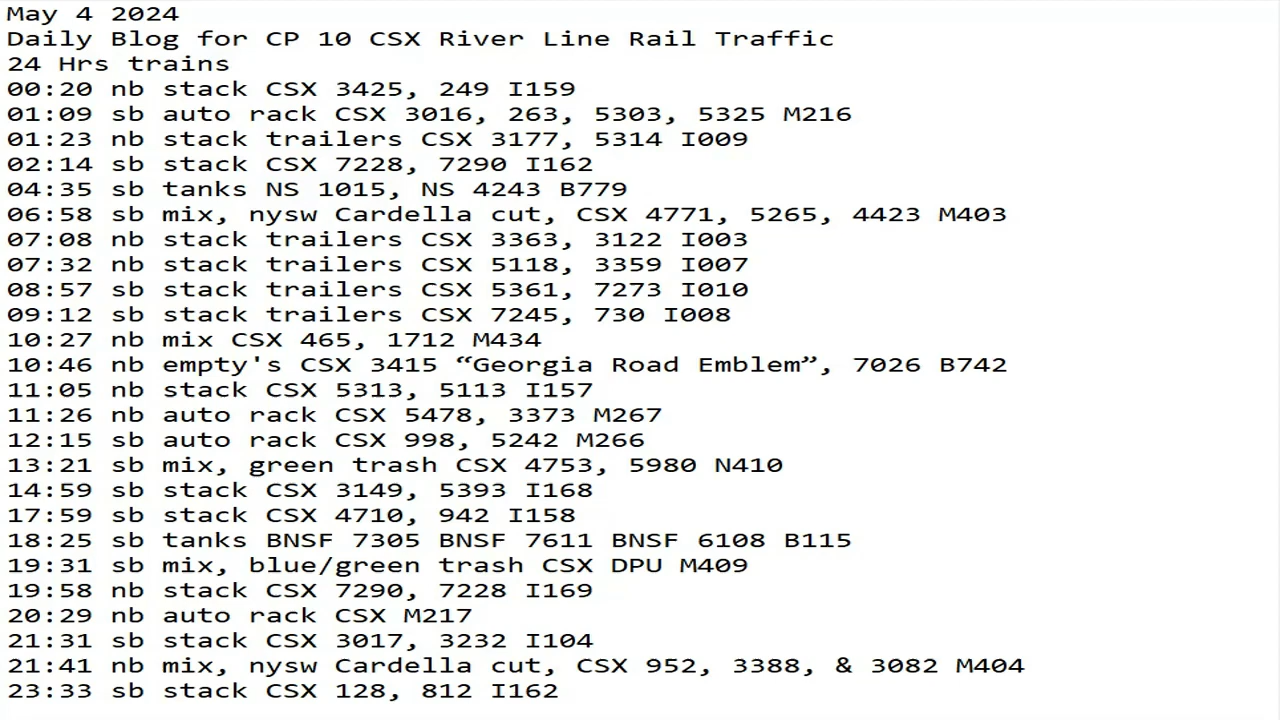 May 4 2024
Daily Blog for CP 10 CSX River Line Rail Traffic
24 Hrs trains
00:20 nb stack CSX 3425, 249 I159
01:09 sb auto rack CSX 3016, 263, 5303, 5325 M216
01:23 nb stack trailers CSX 3177, 5314 I009
02:14 sb stack CSX 7228, 7290 I162
04:35 sb tanks NS 1015, NS 4243 B779
06:58 sb mix, nysw Cardella cut, CSX 4771, 5265, 4423 M403
07:08 nb stack trailers CSX 3363, 3122 I003
07:32 nb stack trailers CSX 5118, 3359 I007
08:57 sb stack trailers CSX 5361, 7273 I010
09:12 sb stack trailers CSX 7245, 730 I008
10:27 nb mix CSX 465, 1712 M434
10:46 nb empty's CSX 3415 “Georgia Road Emblem”, 7026 B742
11:05 nb stack CSX 5313, 5113 I157
11:26 nb auto rack CSX 5478, 3373 M267
12:15 sb auto rack CSX 998, 5242 M266
13:21 sb mix, green trash CSX 4753, 5980 N410
14:59 sb stack CSX 3149, 5393 I168
17:59 sb stack CSX 4710, 942 I158
18:25 sb tanks BNSF 7305 BNSF 7611 BNSF 6108 B115
19:31 sb mix, blue/green trash CSX DPU M409
19:58 nb stack CSX 7290, 7228 I169
20:29 nb auto rack CSX M217
21:31 sb stack CSX 3017, 3232 I104
21:41 nb mix, nysw Cardella cut, CSX 952, 3388, & 3082 M404
23:33 sb stack CSX 128, 812 I162